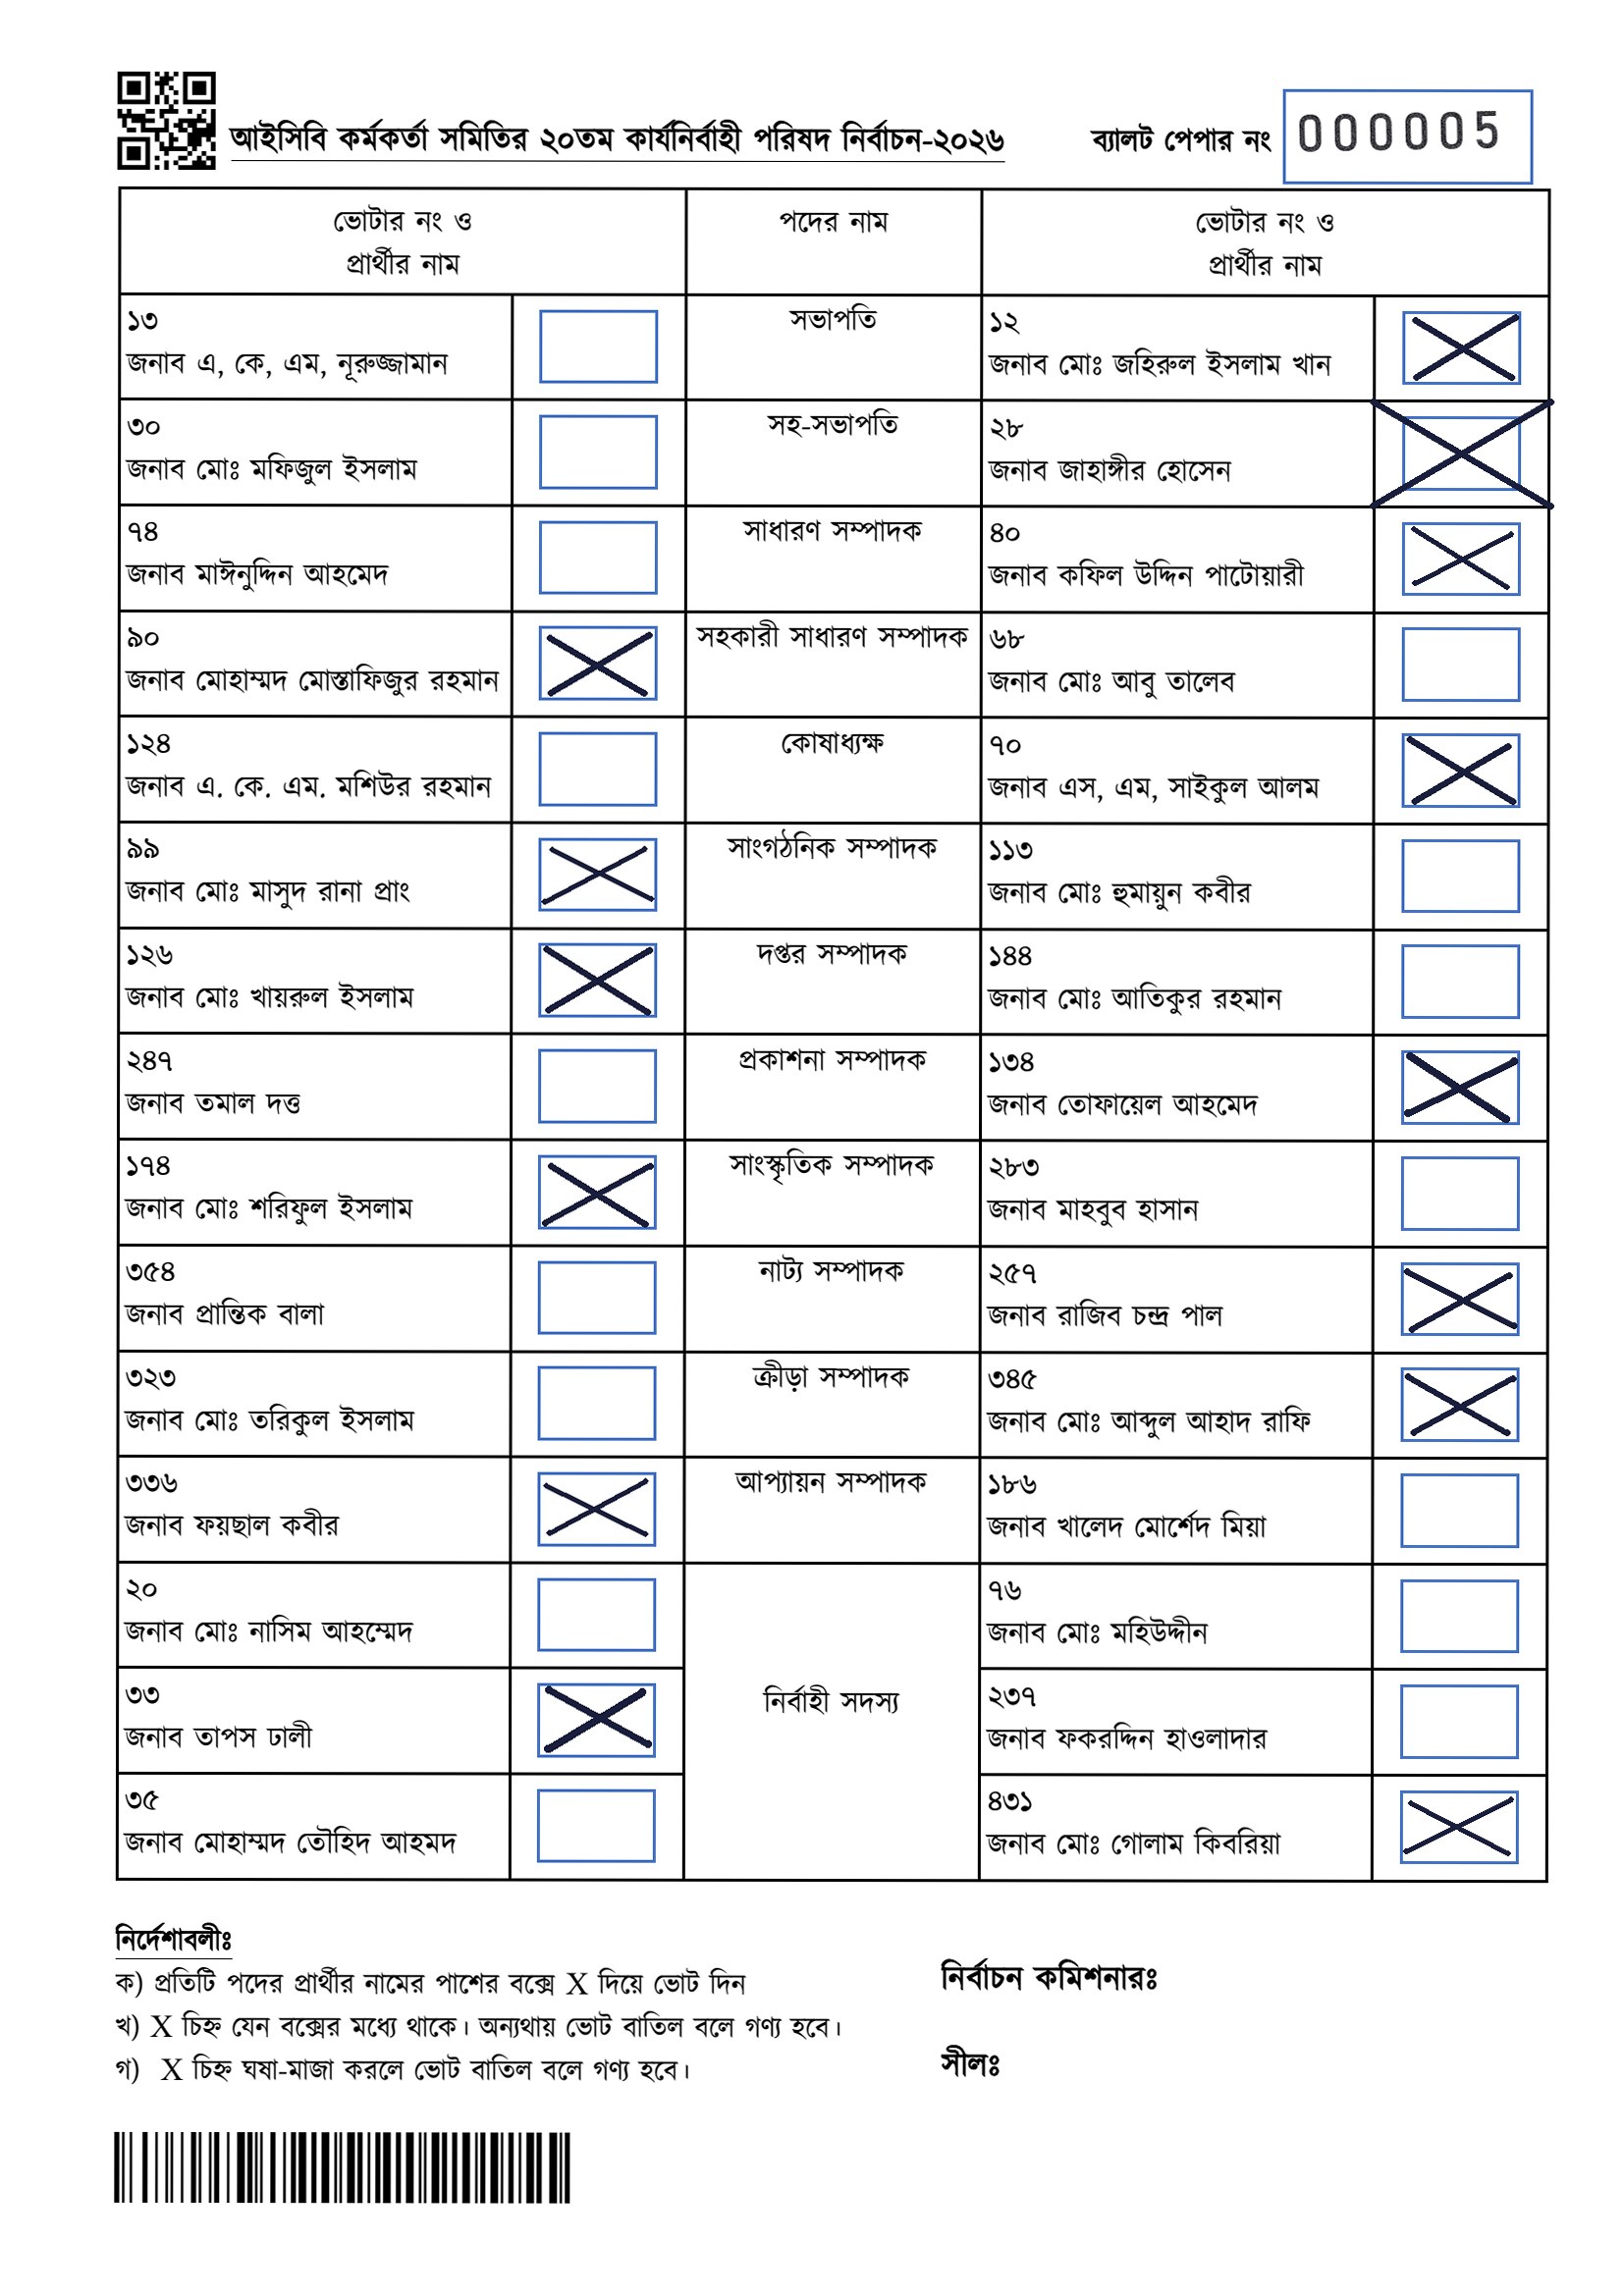 আইসিবি কর্মকর্তা সমিতির ২০তম কার্যনির্বাহী পরিষদ নির্বাচন-২০২৬ ব্যালট পেপার নং 000005
ভোটার নং ও পদের নাম ভোটার নং ও
প্রার্থীর নাম প্রার্থীর নাম
১৩ সভাপতি ১২
জনাব এ, কে, এম, নূরুজ্জামান জনাব মোঃ জহিরুল ইসলাম খান
৩০ সহ-সভাপতি ২৮
জনাব মোঃ মফিজুল ইসলাম জনাব জাহাঙ্গীর হোসেন
৭৪ সাধারণ সম্পাদক ৪০
জনাব মাঈনুদ্দিন আহমেদ জনাব কফিল উদ্দিন পাটোয়ারী
৯০ সহকারী সাধারণ সম্পাদক ৬৮
জনাব মোহাম্মদ মোস্তাফিজুর রহমান জনাব মোঃ আবু তালেব
১২৪ কোষাধ্যক্ষ ৭০
জনাব এ. কে. এম. মশিউর রহমান জনাব এস, এম, সাইকুল আলম
৯৯ সাংগঠনিক সম্পাদক ১১৩
জনাব মোঃ মাসুদ রানা প্রাং জনাব মোঃ হুমায়ুন কবীর
১২৬ দপ্তর সম্পাদক ১৪৪
জনাব মোঃ খায়রুল ইসলাম জনাব মোঃ আতিকুর রহমান
২৪৭ প্রকাশনা সম্পাদক ১৩৪
জনাব তমাল দত্ত জনাব তোফায়েল আহমেদ
১৭৪ সাংস্কৃতিক সম্পাদক ২৮৩
জনাব মোঃ শরিফুল ইসলাম জনাব মাহবুব হাসান
৩৫৪ নাট্য সম্পাদক ২৫৭
জনাব প্রান্তিক বালা জনাব রাজিব চন্দ্র পাল
৩২৩ ক্রীড়া সম্পাদক ৩৪৫
জনাব মোঃ তরিকুল ইসলাম জনাব মোঃ আব্দুল আহাদ রাফি
৩৩৬ আপ্যায়ন সম্পাদক ১৮৬
জনাব ফয়ছাল কবীর জনাব খালেদ মোর্শেদ মিয়া
২০ ৭৬
জনাব মোঃ নাসিম আহম্মেদ জনাব মোঃ মহিউদ্দীন
৩৩ নির্বাহী সদস্য ২৩৭
জনাব তাপস ঢালী জনাব ফকরদ্দিন হাওলাদার
৩৫ ৪৩১
জনাব মোহাম্মদ তৌহিদ আহমদ জনাব মোঃ গোলাম কিবরিয়া
নির্দেশাবলীঃ
ক) প্রতিটি পদের প্রার্থীর নামের পাশের বক্সে X দিয়ে ভোট দিন
নির্বাচন কমিশনারঃ
খ) X চিহ্ন যেন বক্সের মধ্যে থাকে। অন্যথায় ভোট বাতিল বলে গণ্য হবে।
গ) X চিহ্ন ঘষা-মাজা করলে ভোট বাতিল বলে গণ্য হবে।
সীলঃ